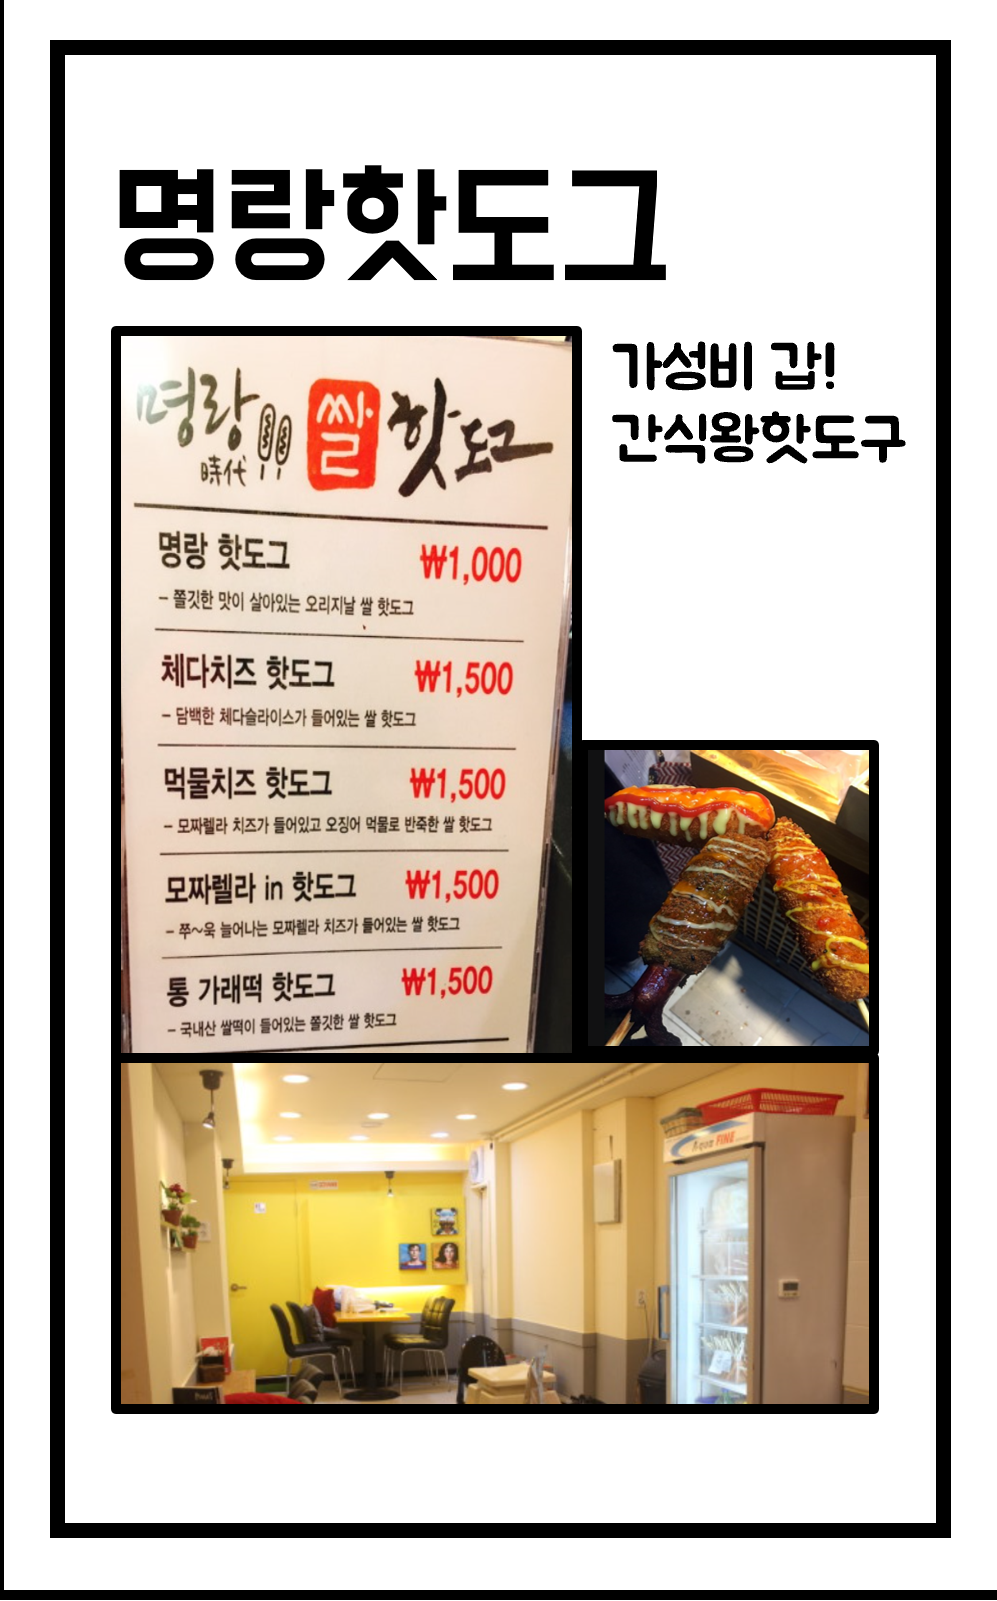 명랑핫도그
가성비 갑!
간식왕핫도구
명랑 쌀 핫도그
時代
명랑 핫도그 ₩1,000
- 쫄깃한 맛이 살아있는 오리지날 쌀 핫도그
체다치즈 핫도그 ₩1,500
- 담백한 체다슬라이스가 들어있는 쌀 핫도그
먹물치즈 핫도그 ₩1,500
- 모짜렐라 치즈가 들어있고 오징어 먹물로 반죽한 쌀 핫도그
모짜렐라 in 핫도그 ₩1,500
- 쭈~욱 늘어나는 모짜렐라 치즈가 들어있는 쌀 핫도그
통 가래떡 핫도그 ₩1,500
- 국내산 쌀떡이 들어있는 쫄깃한 쌀 핫도그
Aqua FINE